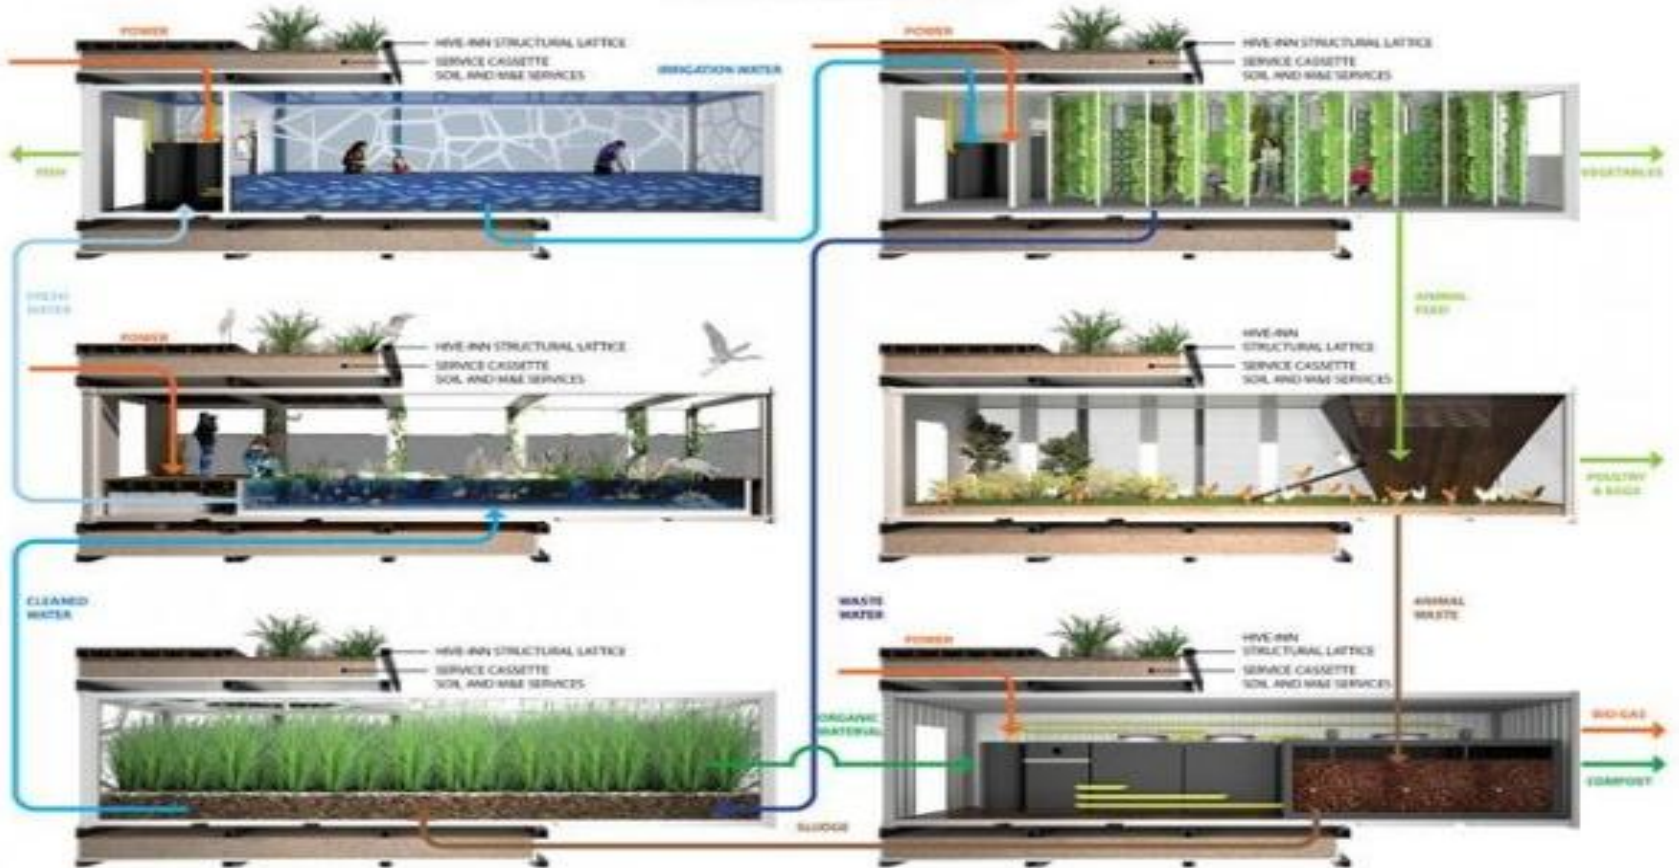 POWER
HIVE-INN STRUCTURAL LATTICE
SERVICE CASSETTE
SOIL AND M&E SERVICES
IRRIGATION WATER
FISH
FRESH
WATER
POWER
HIVE-INN STRUCTURAL LATTICE
SERVICE CASSETTE
SOIL AND M&E SERVICES
VEGETABLES
POWER
HIVE-INN STRUCTURAL LATTICE
SERVICE CASSETTE
SOIL AND M&E SERVICES
ANIMAL
FEED
HIVE-INN
STRUCTURAL LATTICE
SERVICE CASSETTE
SOIL AND M&E SERVICES
POULTRY
& EGGS
CLEANED
WATER
HIVE-INN STRUCTURAL LATTICE
SERVICE CASSETTE
SOIL AND M&E SERVICES
WASTE
WATER
ANIMAL
WASTE
POWER
HIVE-INN
STRUCTURAL LATTICE
SERVICE CASSETTE
SOIL AND M&E SERVICES
ORGANIC
MATERIAL
BIO-GAS
COMPOST
SLUDGE